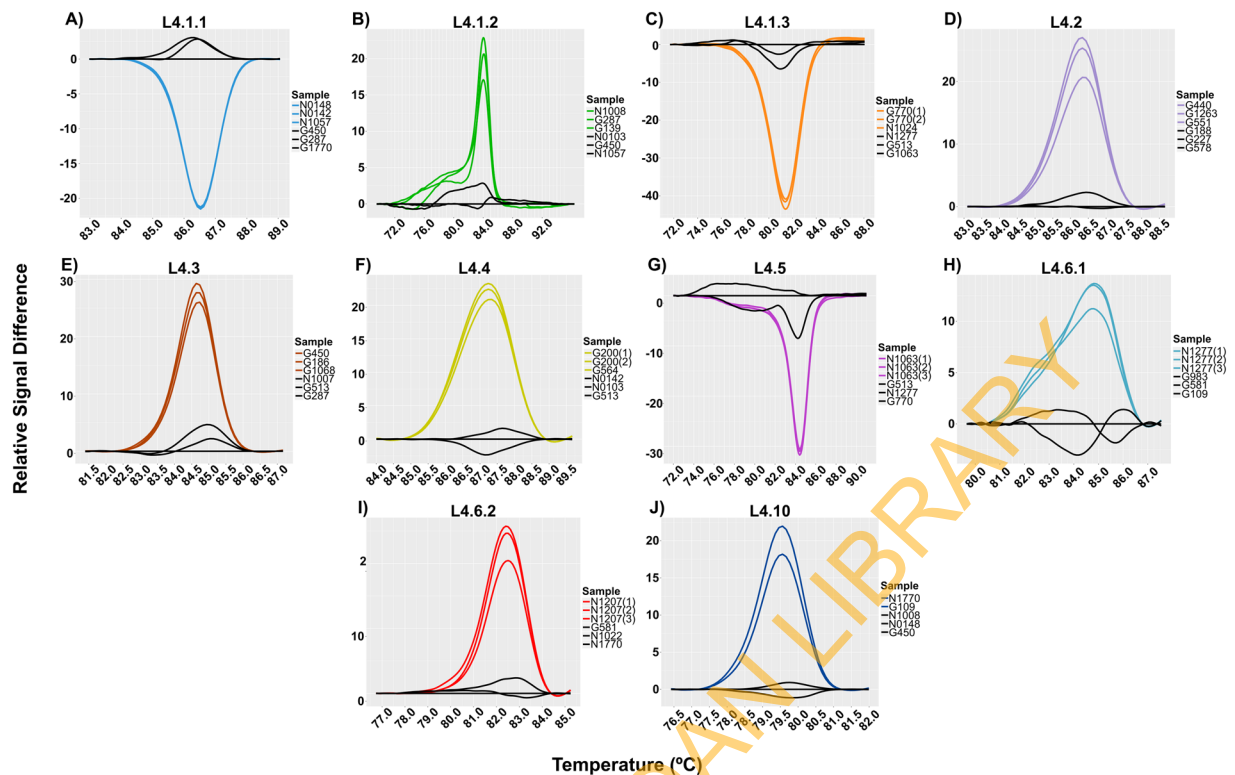 A) L4.1.1
0
-5
-10
-15
-20
83.0 84.0 85.0 86.0 87.0 88.0 89.0
Sample
N0148
N0142
N1057
G450
G287
G1770
B) L4.1.2
20
15
10
5
0
72.0 76.0 80.0 84.0 88.0 92.0
Sample
N1008
G287
G139
N0103
G450
N1057
C) L4.1.3
0
-10
-20
-30
-40
72.0 74.0 76.0 78.0 80.0 82.0 84.0 86.0 88.0
Sample
G770(1)
G770(2)
N1024
N1277
G513
G1063
D) L4.2
20
10
0
83.0 83.5 84.0 84.5 85.0 85.5 86.0 86.5 87.0 87.5 88.0 88.5
Sample
G440
G1263
G551
G188
G227
G578
Relative Signal Difference
E) L4.3
30
20
10
0
81.5 82.0 82.5 83.0 83.5 84.0 84.5 85.0 85.5 86.0 86.5 87.0
Sample
G450
G186
G1068
N1007
G513
G287
F) L4.4
20
15
10
5
0
84.0 84.5 85.0 85.5 86.0 86.5 87.0 87.5 88.0 88.5 89.0 89.5
Sample
G200(1)
G200(2)
G564
N0142
N0103
G513
G) L4.5
0
-10
-20
-30
72.0 74.0 76.0 78.0 80.0 82.0 84.0 86.0 88.0 90.0
Sample
N1063(1)
N1063(2)
N1063(3)
G513
N1277
G770
H) L4.6.1
10
5
0
80.0 81.0 82.0 83.0 84.0 85.0 86.0 87.0
Sample
N1277(1)
N1277(2)
N1277(3)
G983
G581
G109
I) L4.6.2
2
10
0
77.0 78.0 79.0 80.0 81.0 82.0 83.0 84.0 85.0
Sample
N1207(1)
N1207(2)
N1207(3)
G581
N1022
N1770
J) L4.10
20
15
10
5
0
76.5 77.0 77.5 78.0 78.5 79.0 79.5 80.0 80.5 81.0 81.5 82.0
Sample
N1770
G109
N1008
N0148
G450
Temperature (ºC)
DAN LIBRARY